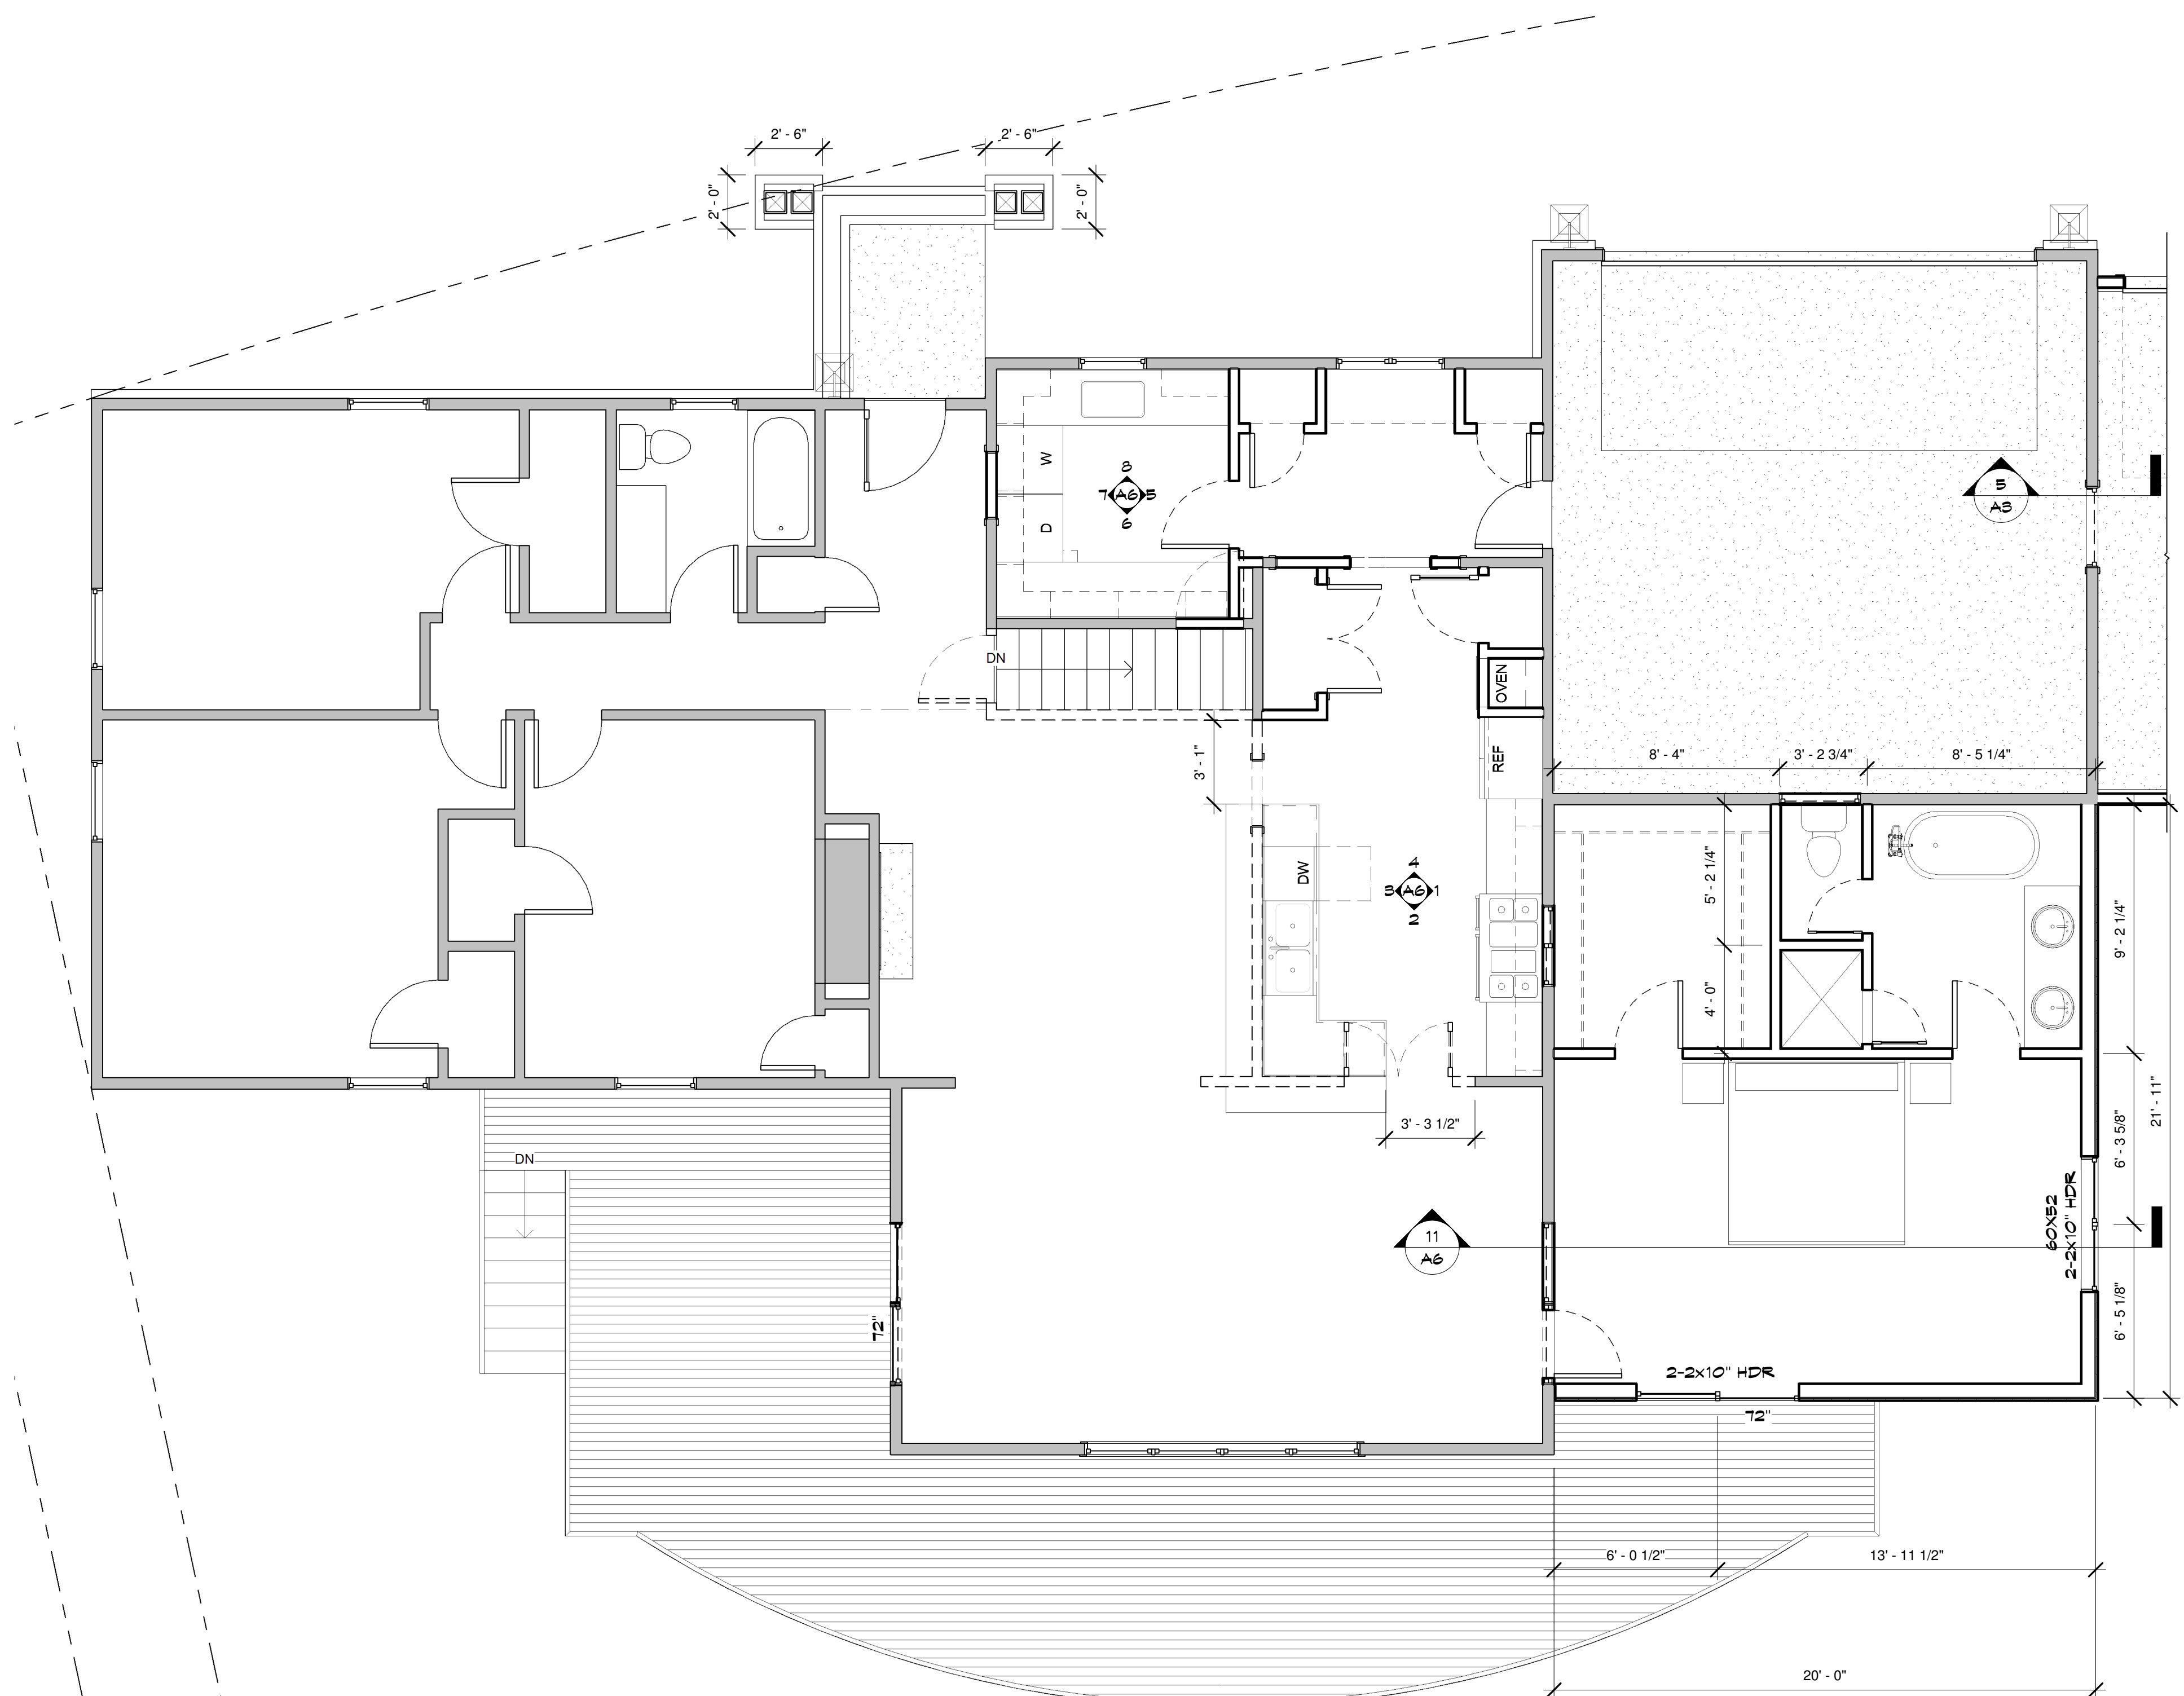 2' - 6"
2' - 6"
2' - 0"
2' - 0"
W
D
8
7 A6 5
6
5
A3
DN
OVEN
REF
3' - 1"
8' - 4"
3' - 2 3/4"
8' - 5 1/4"
DW
4
3 A6 1
2
5' - 2 1/4"
4' - 0"
9' - 2 1/4"
3' - 3 1/2"
6' - 3 5/8"
21' - 11"
DN
11
A6
60X52
2-2x10" HDR
6' - 5 1/8"
72"
2-2x10" HDR
72"
6' - 0 1/2"
13' - 11 1/2"
20' - 0"